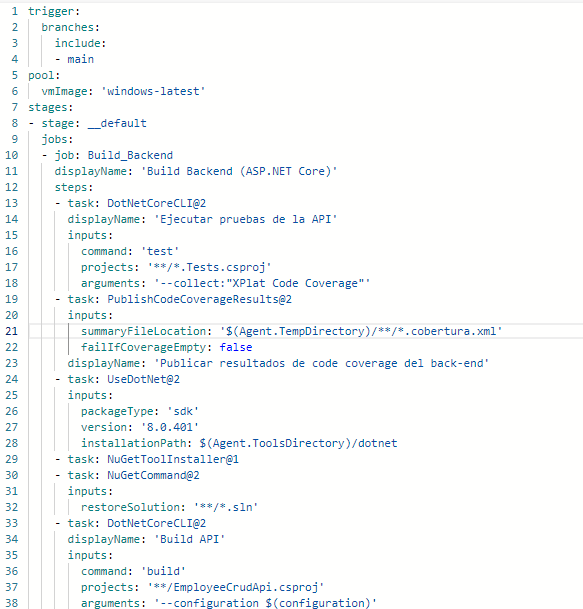 1 trigger:
2   branches:
3     include:
4     - main
5 pool:
6   vmImage: 'windows-latest'
7 stages:
8 - stage: __default
9   jobs:
10   - job: Build_Backend
11     displayName: 'Build Backend (ASP.NET Core)'
12     steps:
13     - task: DotNetCoreCLI@2
14       displayName: 'Ejecutar pruebas de la API'
15       inputs:
16         command: 'test'
17         projects: '**/*.Tests.csproj'
18         arguments: '--collect:"XPlat Code Coverage"'
19     - task: PublishCodeCoverageResults@2
20       inputs:
21         summaryFileLocation: '$(Agent.TempDirectory)/**/*.cobertura.xml'
22         failIfCoverageEmpty: false
23       displayName: 'Publicar resultados de code coverage del back-end'
24     - task: UseDotNet@2
25       inputs:
26         packageType: 'sdk'
27         version: '8.0.401'
28         installationPath: $(Agent.ToolsDirectory)/dotnet
29     - task: NuGetToolInstaller@1
30     - task: NuGetCommand@2
31       inputs:
32         restoreSolution: '**/*.sln'
33     - task: DotNetCoreCLI@2
34       displayName: 'Build API'
35       inputs:
36         command: 'build'
37         projects: '**/EmployeeCrudApi.csproj'
38         arguments: '--configuration $(configuration)'